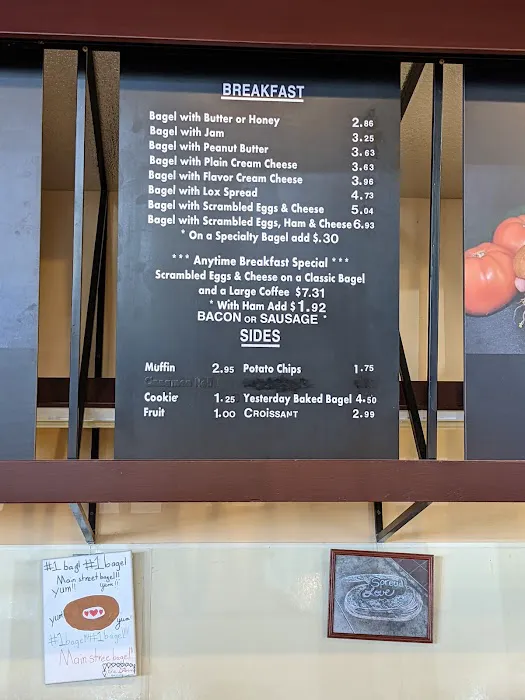 BREAKFAST
Bagel with Butter or Honey 2.86
Bagel with Jam 3.25
Bagel with Peanut Butter 3.63
Bagel with Plain Cream Cheese 3.63
Bagel with Flavor Cream Cheese 3.96
Bagel with Lox Spread 4.73
Bagel with Scrambled Eggs & Cheese 5.04
Bagel with Scrambled Eggs, Ham & Cheese 6.93
* On a Specialty Bagel add $.30
*** Anytime Breakfast Special ***
Scrambled Eggs & Cheese on a Classic Bagel
and a Large Coffee $7.31
* With Ham Add $1.92
BACON OR SAUSAGE *
SIDES
Muffin 2.95 Potato Chips 1.75
Cinnamon Roll
Cookie 1.25 Yesterday Baked Bagel 4.50
Fruit 1.00 CROISSANT 2.99
#1 bagl #1 bagel
Main street bagel!!
yum!! yum!!
yum! yum!
#1 bagel #1 bagel!!
Main street bagel!
Spread
Love